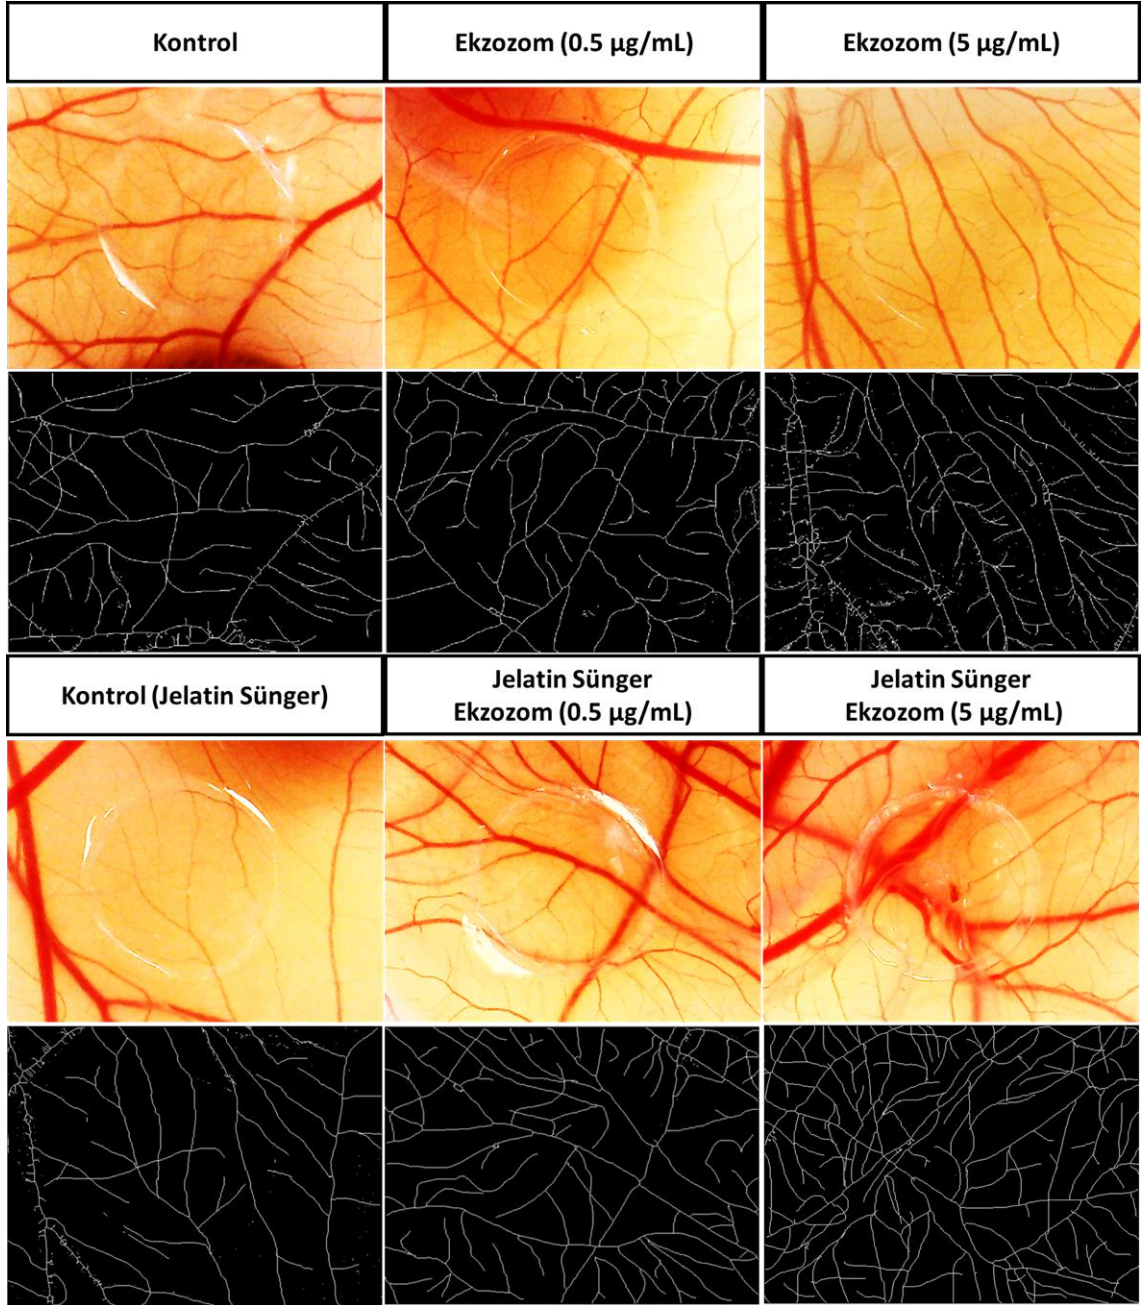 Kontrol
Ekzozom (0.5 µg/mL)
Ekzozom (5 µg/mL)
Kontrol (Jelatin Sünger)
Jelatin Sünger
Ekzozom (0.5 µg/mL)
Jelatin Sünger
Ekzozom (5 µg/mL)